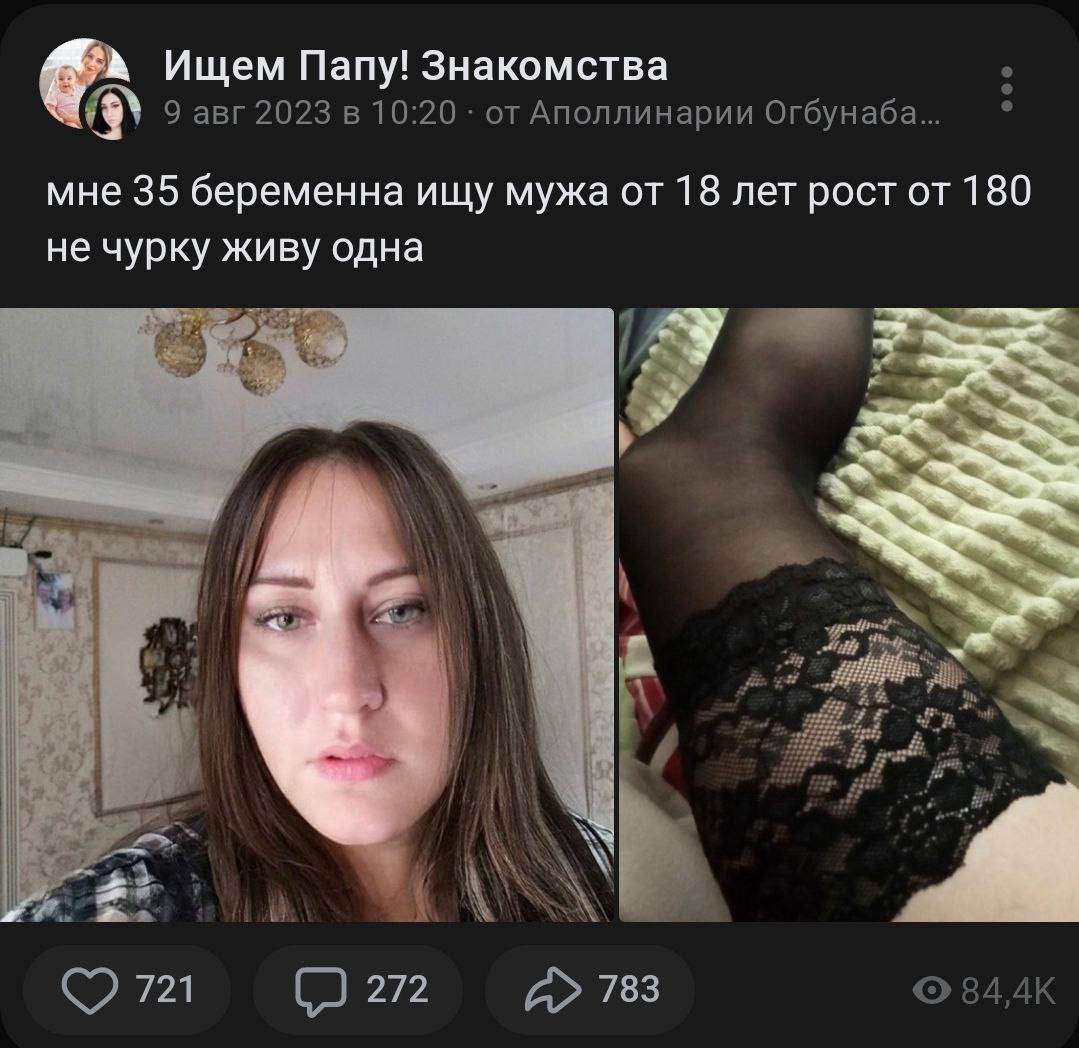 Ищем Папу! Знакомства
9 авг 2023 в 10:20 · от Аполлинарии Огбунаба...
мне 35 беременна ищу мужа от 18 лет рост от 180
не чурку живу одна
721 272 783 84,4K